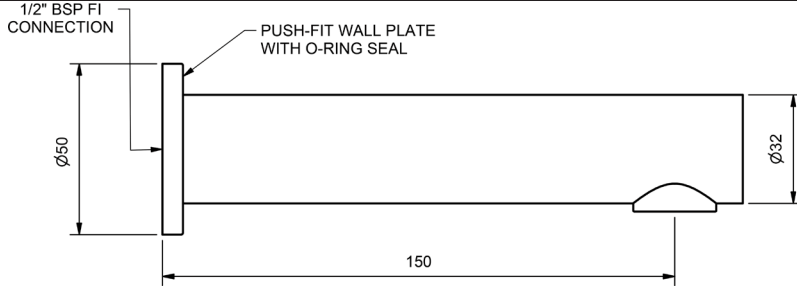 1/2" BSP FI
CONNECTION
PUSH-FIT WALL PLATE
WITH O-RING SEAL
Ø50
Ø32
150